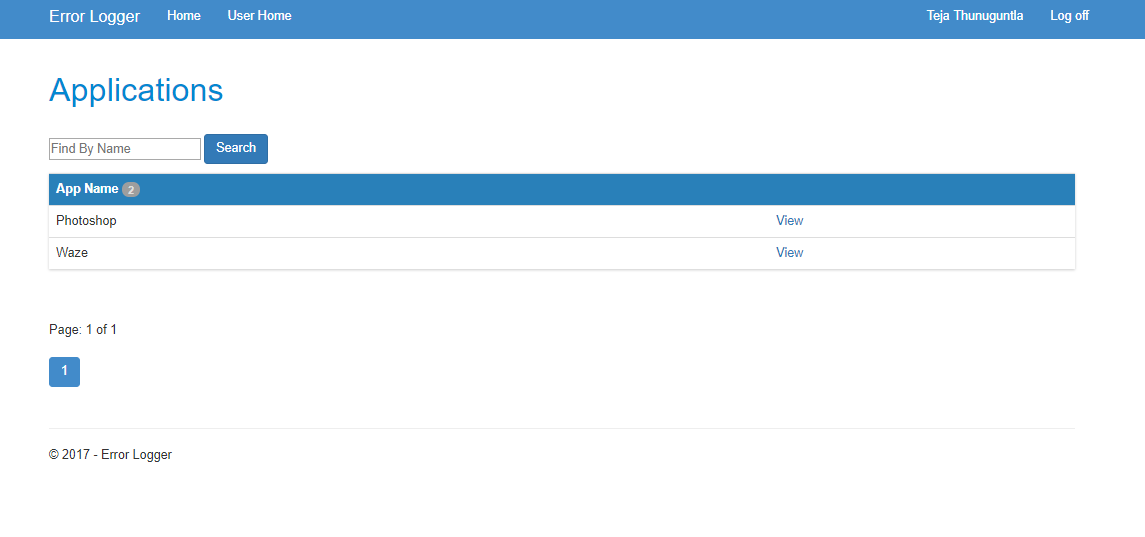 Error Logger Home User Home Teja Thunuguntla Log off
Applications
Find By Name Search
App Name 2
Photoshop View
Waze View
Page: 1 of 1
1
© 2017 - Error Logger